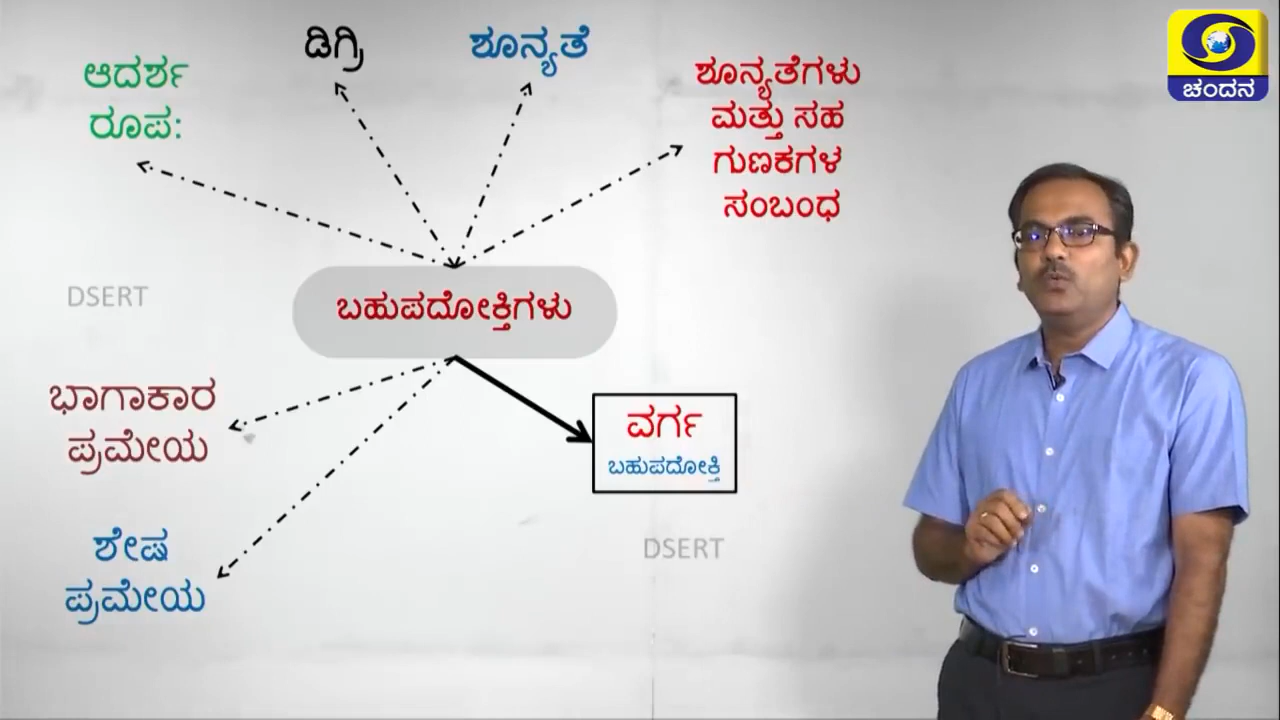 ಆದರ್ಶ
ರೂಪ:
ಡಿಗ್ರಿ
ಶೂನ್ಯತೆ
ಶೂನ್ಯತೆಗಳು
ಮತ್ತು ಸಹ
ಗುಣಕಗಳ
ಸಂಬಂಧ
ಚಂದನ
DSERT
ಬಹುಪದೋಕ್ತಿಗಳು
ಭಾಗಾಕಾರ
ಪ್ರಮೇಯ
ವರ್ಗ
ಬಹುಪದೋಕ್ತಿ
ಶೇಷ
ಪ್ರಮೇಯ
DSERT